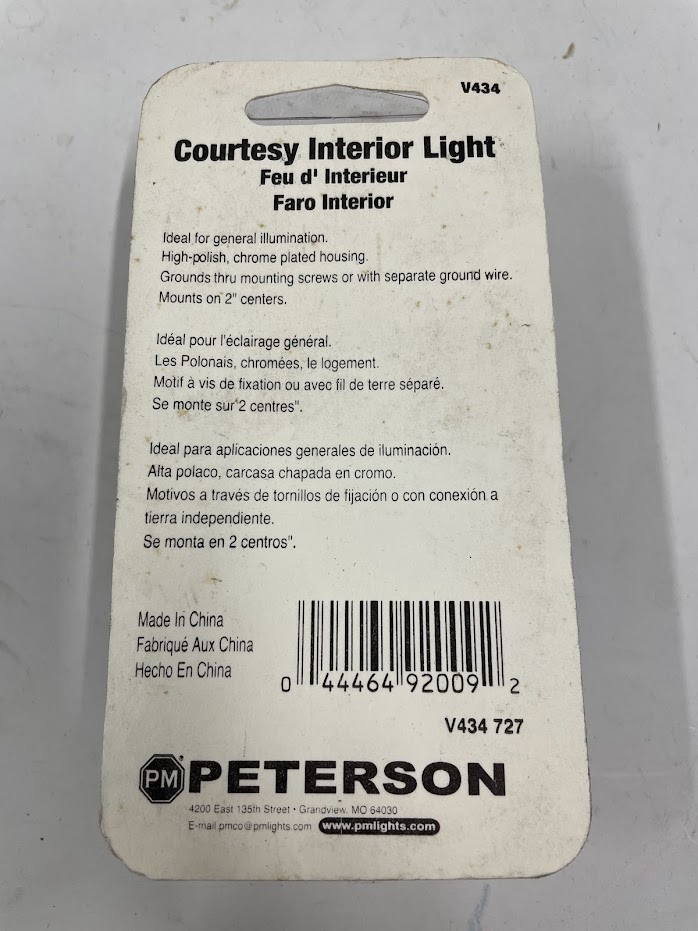 V434
Courtesy Interior Light
Feu d' Interieur
Faro Interior
Ideal for general illumination.
High-polish, chrome plated housing.
Grounds thru mounting screws or with separate ground wire.
Mounts on 2" centers.
Idéal pour l'éclairage général.
Les Polonais, chromées, le logement.
Motif à vis de fixation ou avec fil de terre séparé.
Se monte sur 2 centres".
Ideal para aplicaciones generales de iluminación.
Alta polaco, carcasa chapada en cromo.
Motivos a través de tornillos de fijación o con conexión a
tierra independiente.
Se monta en 2 centros".
Made In China
Fabriqué Aux China
Hecho En China
0 44464 92009 2
V434 727
PM PETERSON
4200 East 135th Street • Grandview, MO 64030
E-mail pmco@pmlights.com www.pmlights.com